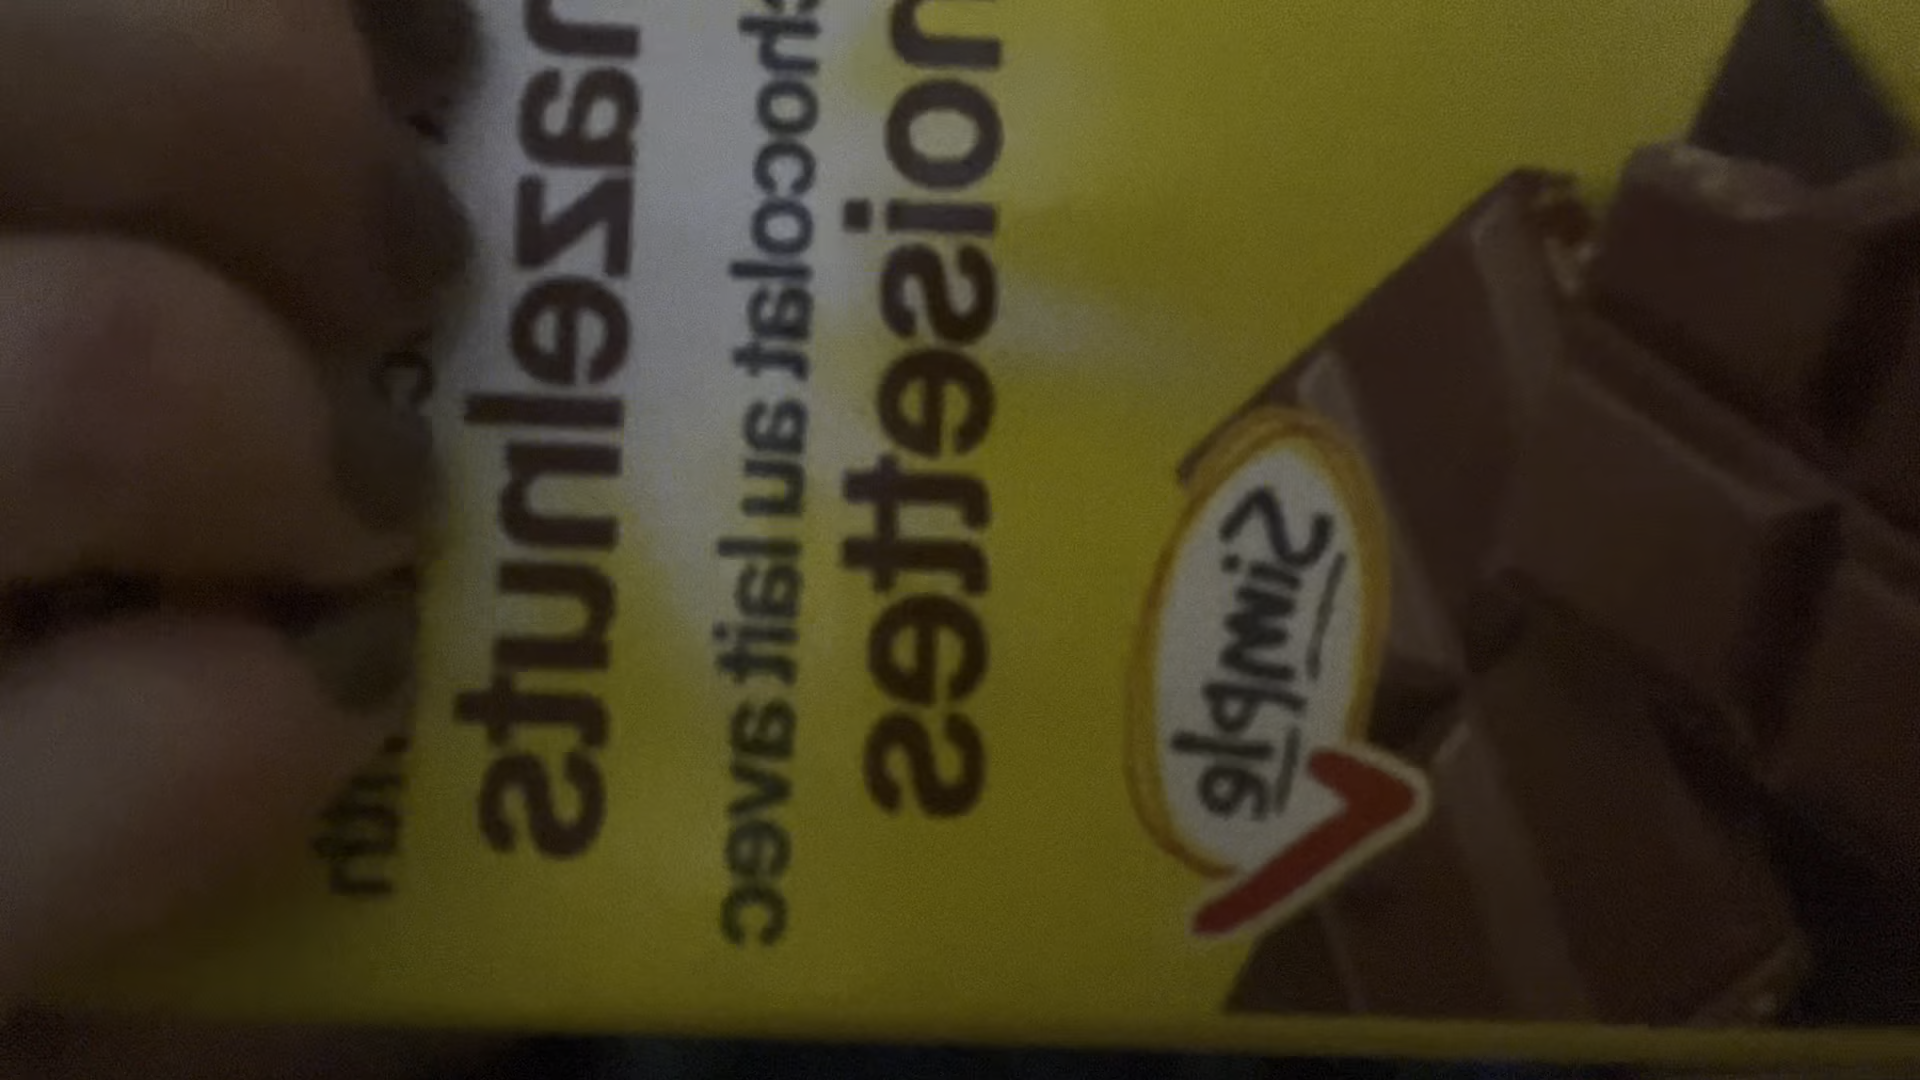 hazelnuts
chocolat au lait avec
noisettes
Simple